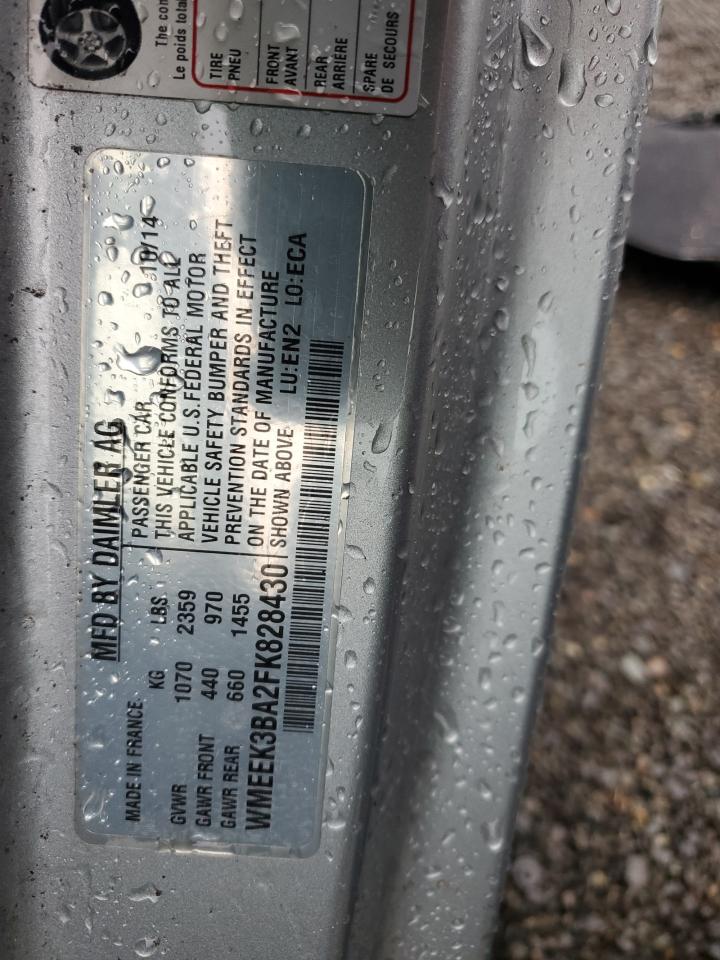 The con
Le poids total
TIRE
PNEU
FRONT
AVANT
REAR
ARRIERE
SPARE
DE SECOURS
MFD BY DAIMLER AG
10/14
MADE IN FRANCE
PASSENGER CAR
KG LBS
THIS VEHICLE CONFORMS TO ALL
GVWR 1070 2359
APPLICABLE U.S. FEDERAL MOTOR
GAWR FRONT 440 970
VEHICLE SAFETY BUMPER AND THEFT
GAWR REAR 660 1455
PREVENTION STANDARDS IN EFFECT
ON THE DATE OF MANUFACTURE
WMEEK3BA2FK828430
SHOWN ABOVE
LU:EN2 LO:ECA